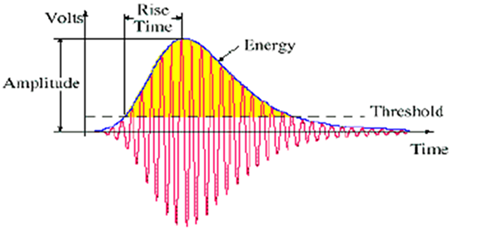 Volts
Rise
Time
Energy
Amplitude
Threshold
Time